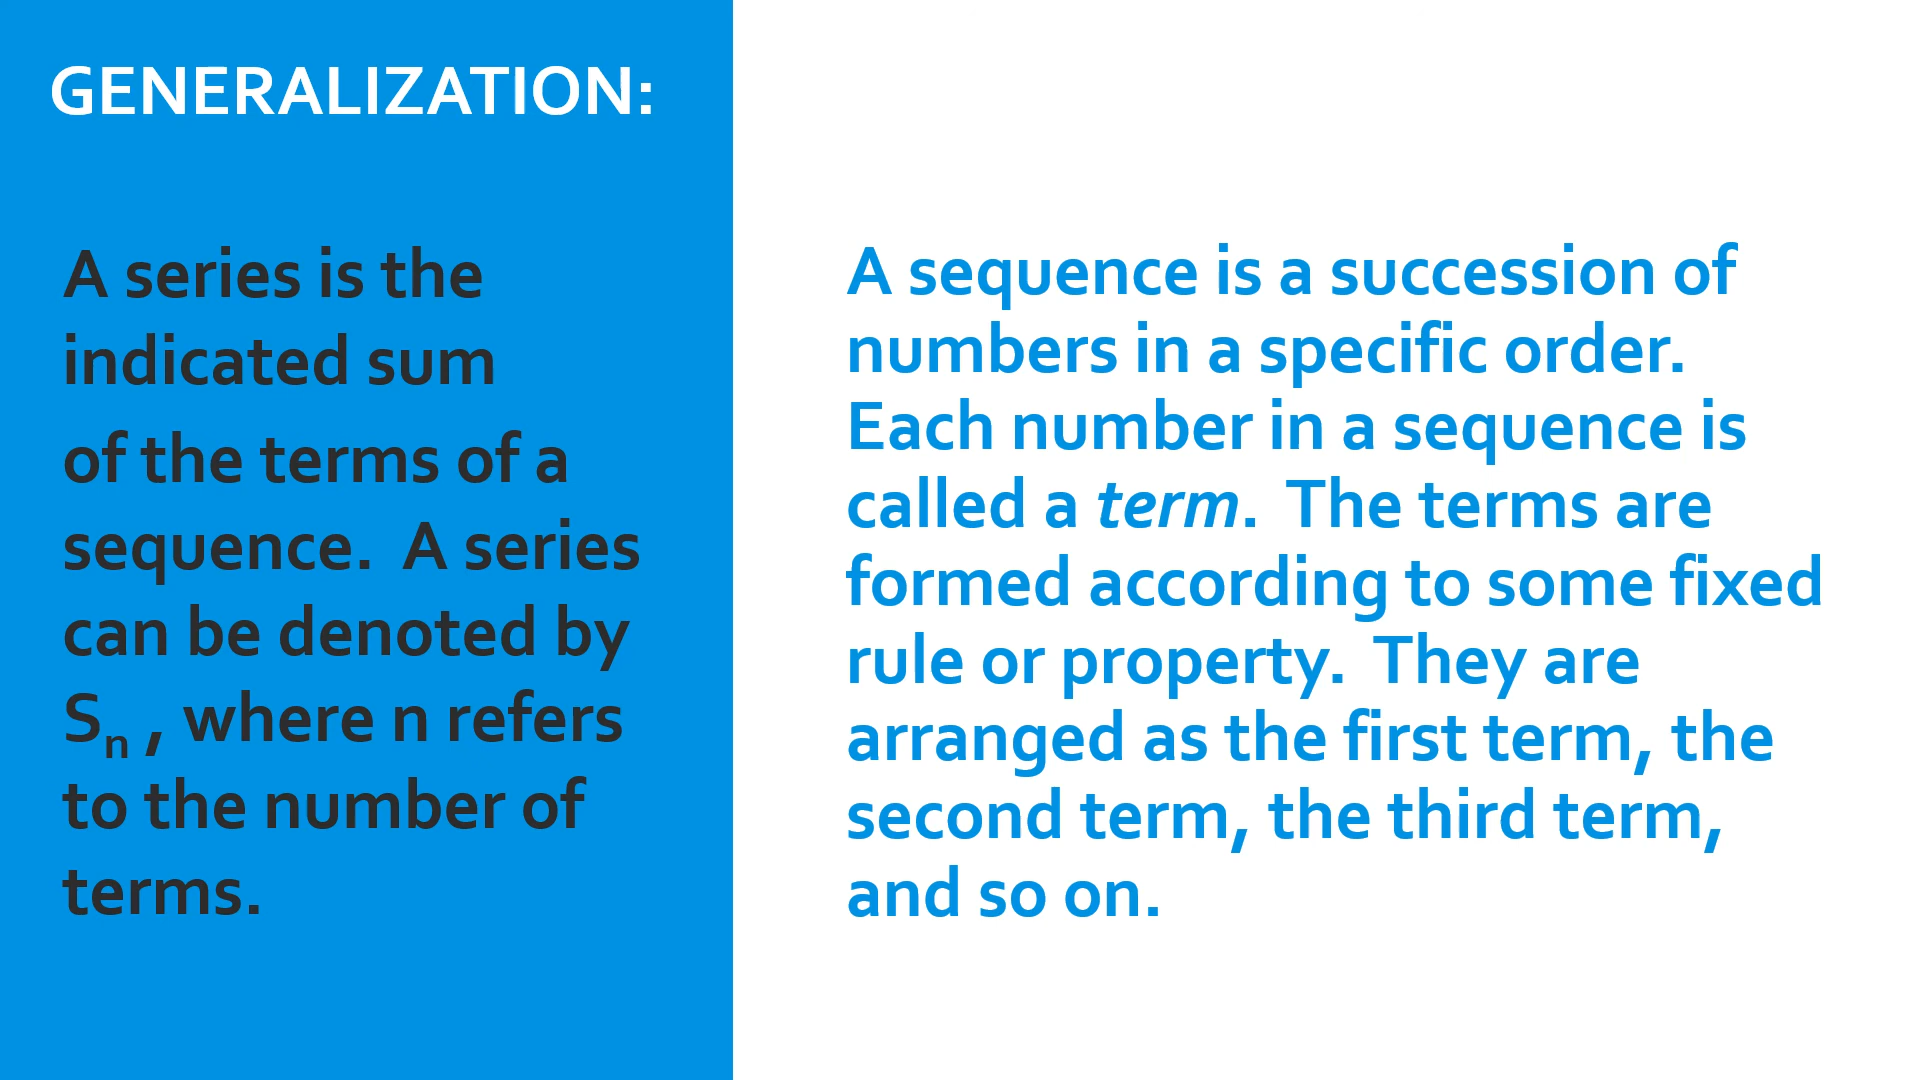 GENERALIZATION:
A series is the
indicated sum
of the terms of a
sequence.  A series
can be denoted by
Sₙ , where n refers
to the number of
terms.
A sequence is a succession of
numbers in a specific order.
Each number in a sequence is
called a term.  The terms are
formed according to some fixed
rule or property.  They are
arranged as the first term, the
second term, the third term,
and so on.